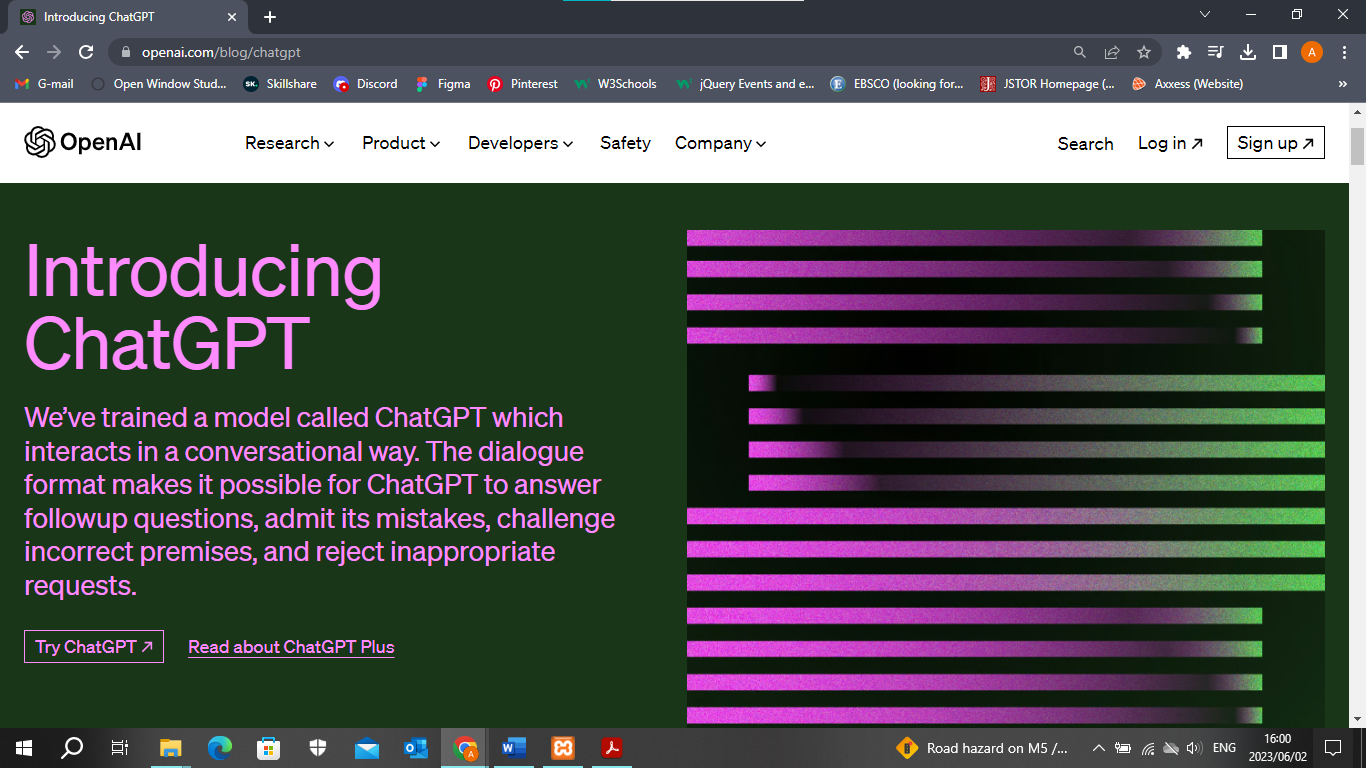 Introducing ChatGPT
openai.com/blog/chatgpt
A
G-mail
Open Window Stud...
SK.
Skillshare
Discord
Figma
Pinterest
W3Schools
jQuery Events and e...
EBSCO (looking for...
JSTOR Homepage (...
Axxess (Website)
»
OpenAI
Research
Product
Developers
Safety
Company
Search
Log in ↗
Sign up ↗
Introducing
ChatGPT
We’ve trained a model called ChatGPT which
interacts in a conversational way. The dialogue
format makes it possible for ChatGPT to answer
followup questions, admit its mistakes, challenge
incorrect premises, and reject inappropriate
requests.
Try ChatGPT ↗
Read about ChatGPT Plus
Road hazard on M5 /...
ENG
16:00
2023/06/02